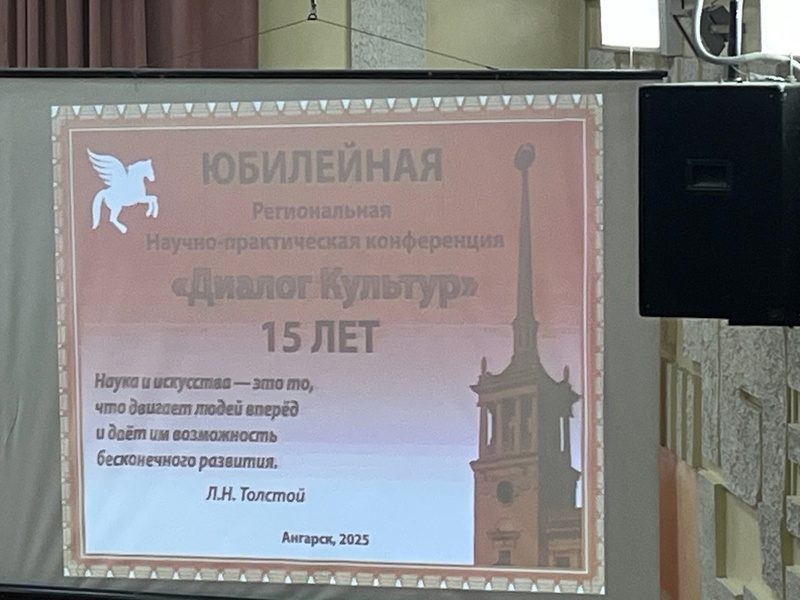 ЮБИЛЕЙНАЯ
Региональная
Научно-практическая конференция
«Диалог Культур»
15 ЛЕТ
Наука и искусства — это то,
что двигает людей вперёд
и даёт им возможность
бесконечного развития.
Л.Н. Толстой
Ангарск, 2025